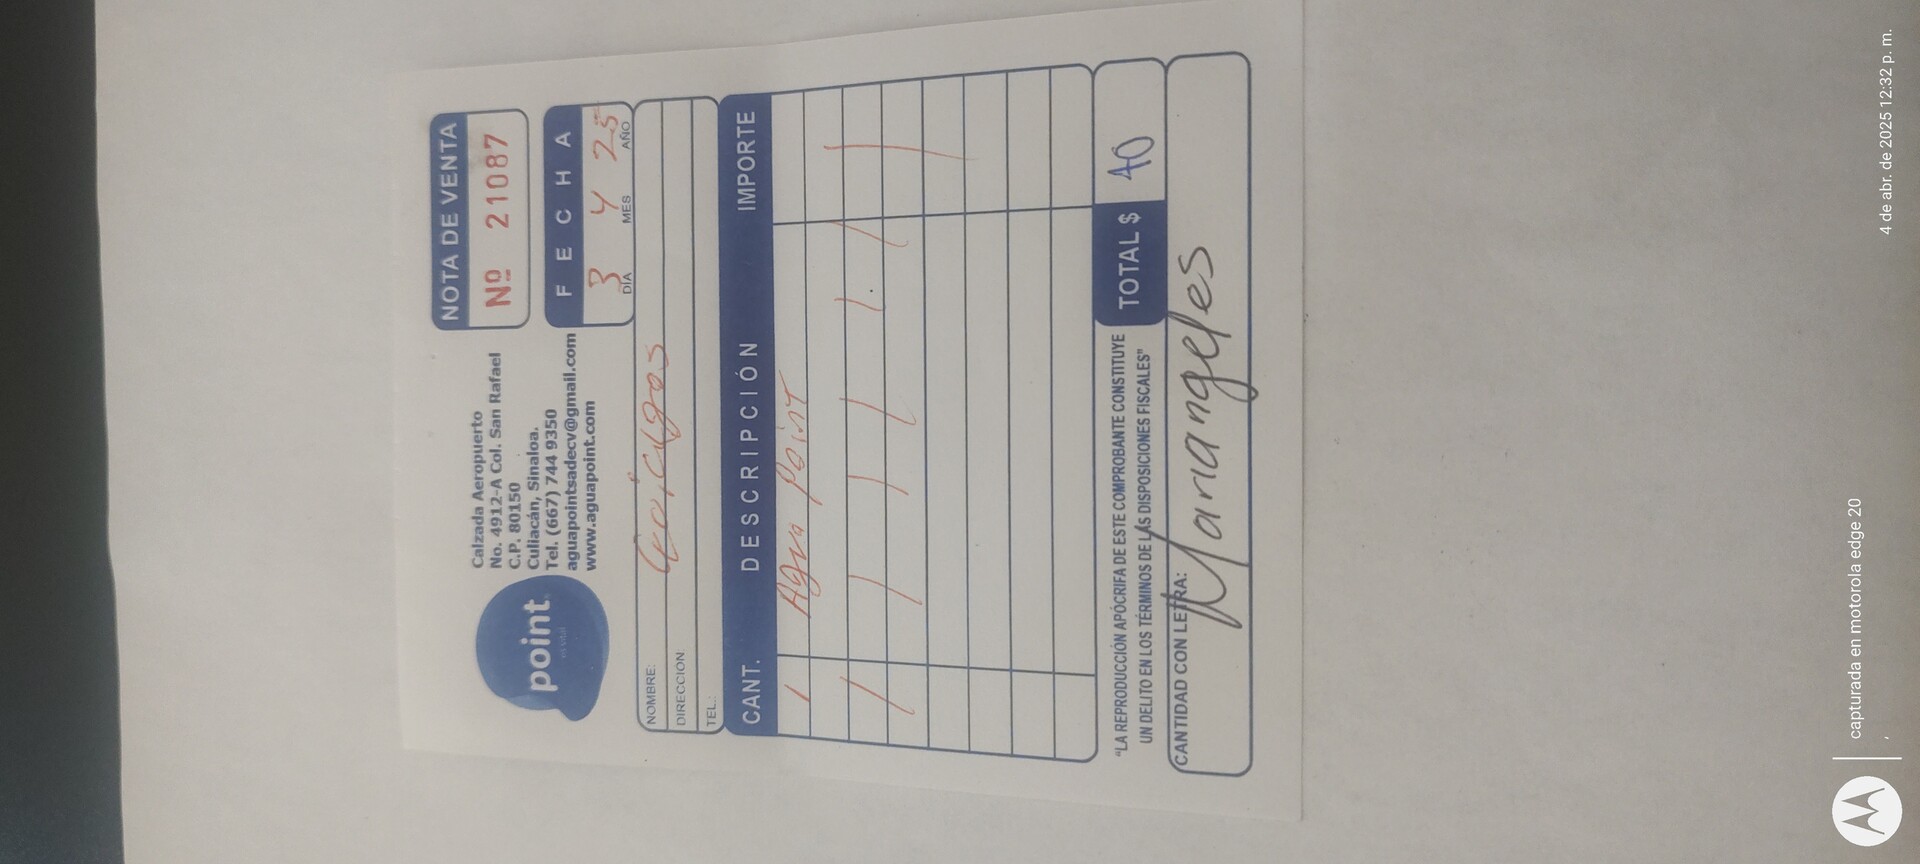 point
Calzada Aeropuerto
No. 4912-A Col. San Rafael
C.P. 80150
Culiacán, Sinaloa.
Tel. (667) 744 9350
aguapointsadecv@gmail.com
www.aguapoint.com
NOTA DE VENTA
Nº 21087
FECHA
3 4 25
DÍA MES AÑO
NOMBRE:
DIRECCION
TEL.:
CANT. DESCRIPCIÓN IMPORTE
1 Agua Point
"LA REPRODUCCIÓN APÓCRIFA DE ESTE COMPROBANTE CONSTITUYE
UN DELITO EN LOS TÉRMINOS DE LAS DISPOSICIONES FISCALES"
TOTAL $ 40
CANTIDAD CON LETRA:
Mariangeles
capturada en motorola edge 20
4 de abr. de 2025 12:32 p. m.